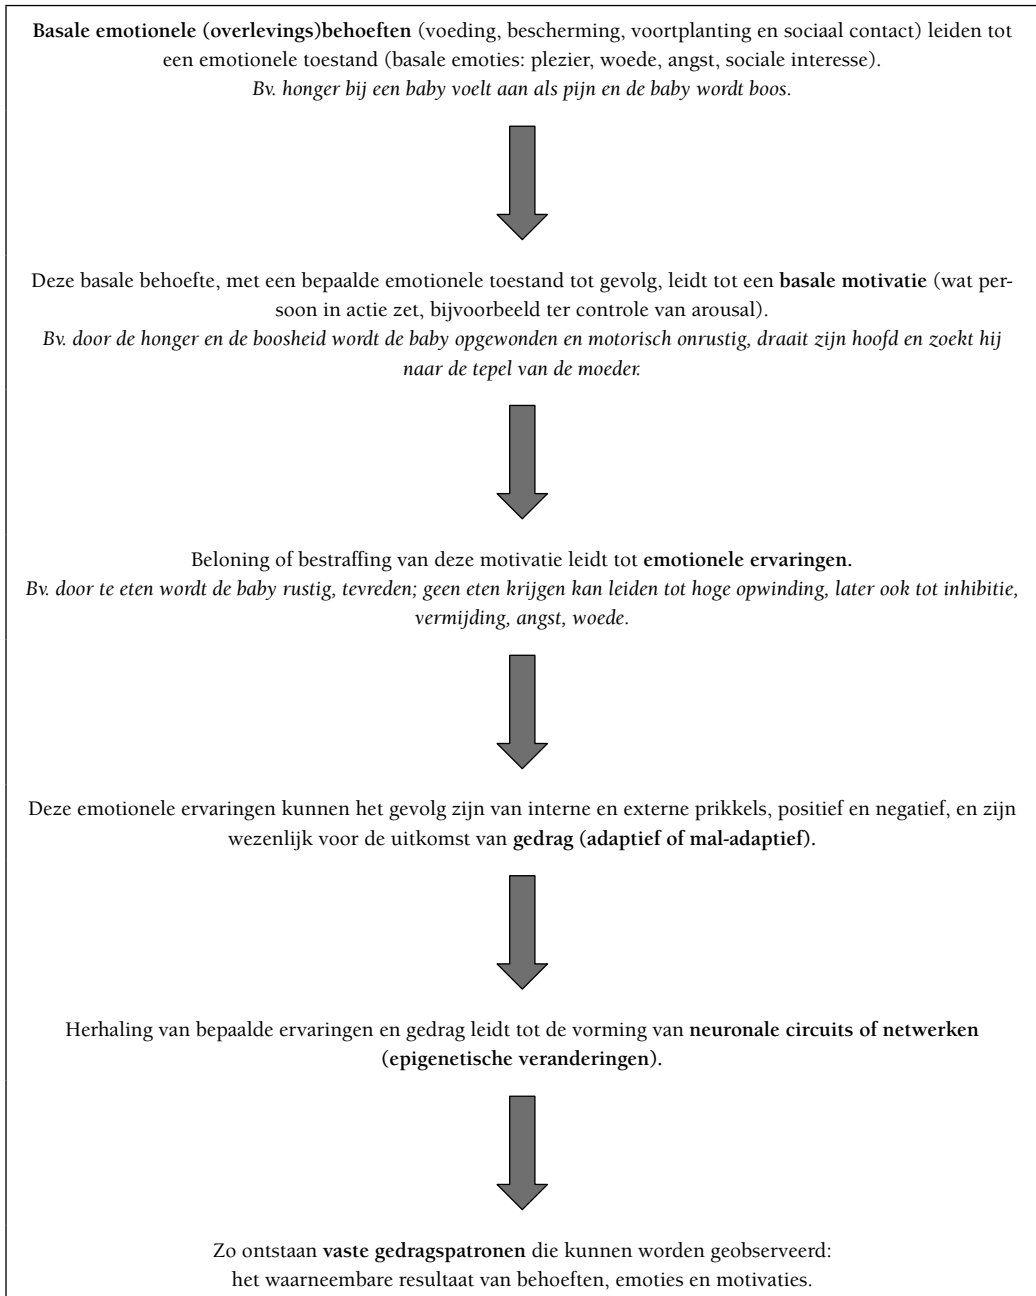 Basale emotionele (overlevings)behoeften (voeding, bescherming, voortplanting en sociaal contact) leiden tot
een emotionele toestand (basale emoties: plezier, woede, angst, sociale interesse).
Bv. honger bij een baby voelt aan als pijn en de baby wordt boos.
Deze basale behoefte, met een bepaalde emotionele toestand tot gevolg, leidt tot een basale motivatie (wat per-
soon in actie zet, bijvoorbeeld ter controle van arousal).
Bv. door de honger en de boosheid wordt de baby opgewonden en motorisch onrustig, draait zijn hoofd en zoekt hij
naar de tepel van de moeder.
Beloning of bestraffing van deze motivatie leidt tot emotionele ervaringen.
Bv. door te eten wordt de baby rustig, tevreden; geen eten krijgen kan leiden tot hoge opwinding, later ook tot inhibitie,
vermijding, angst, woede.
Deze emotionele ervaringen kunnen het gevolg zijn van interne en externe prikkels, positief en negatief, en zijn
wezenlijk voor de uitkomst van gedrag (adaptief of mal-adaptief).
Herhaling van bepaalde ervaringen en gedrag leidt tot de vorming van neuronale circuits of netwerken
(epigenetische veranderingen).
Zo ontstaan vaste gedragspatronen die kunnen worden geobserveerd:
het waarneembare resultaat van behoeften, emoties en motivaties.